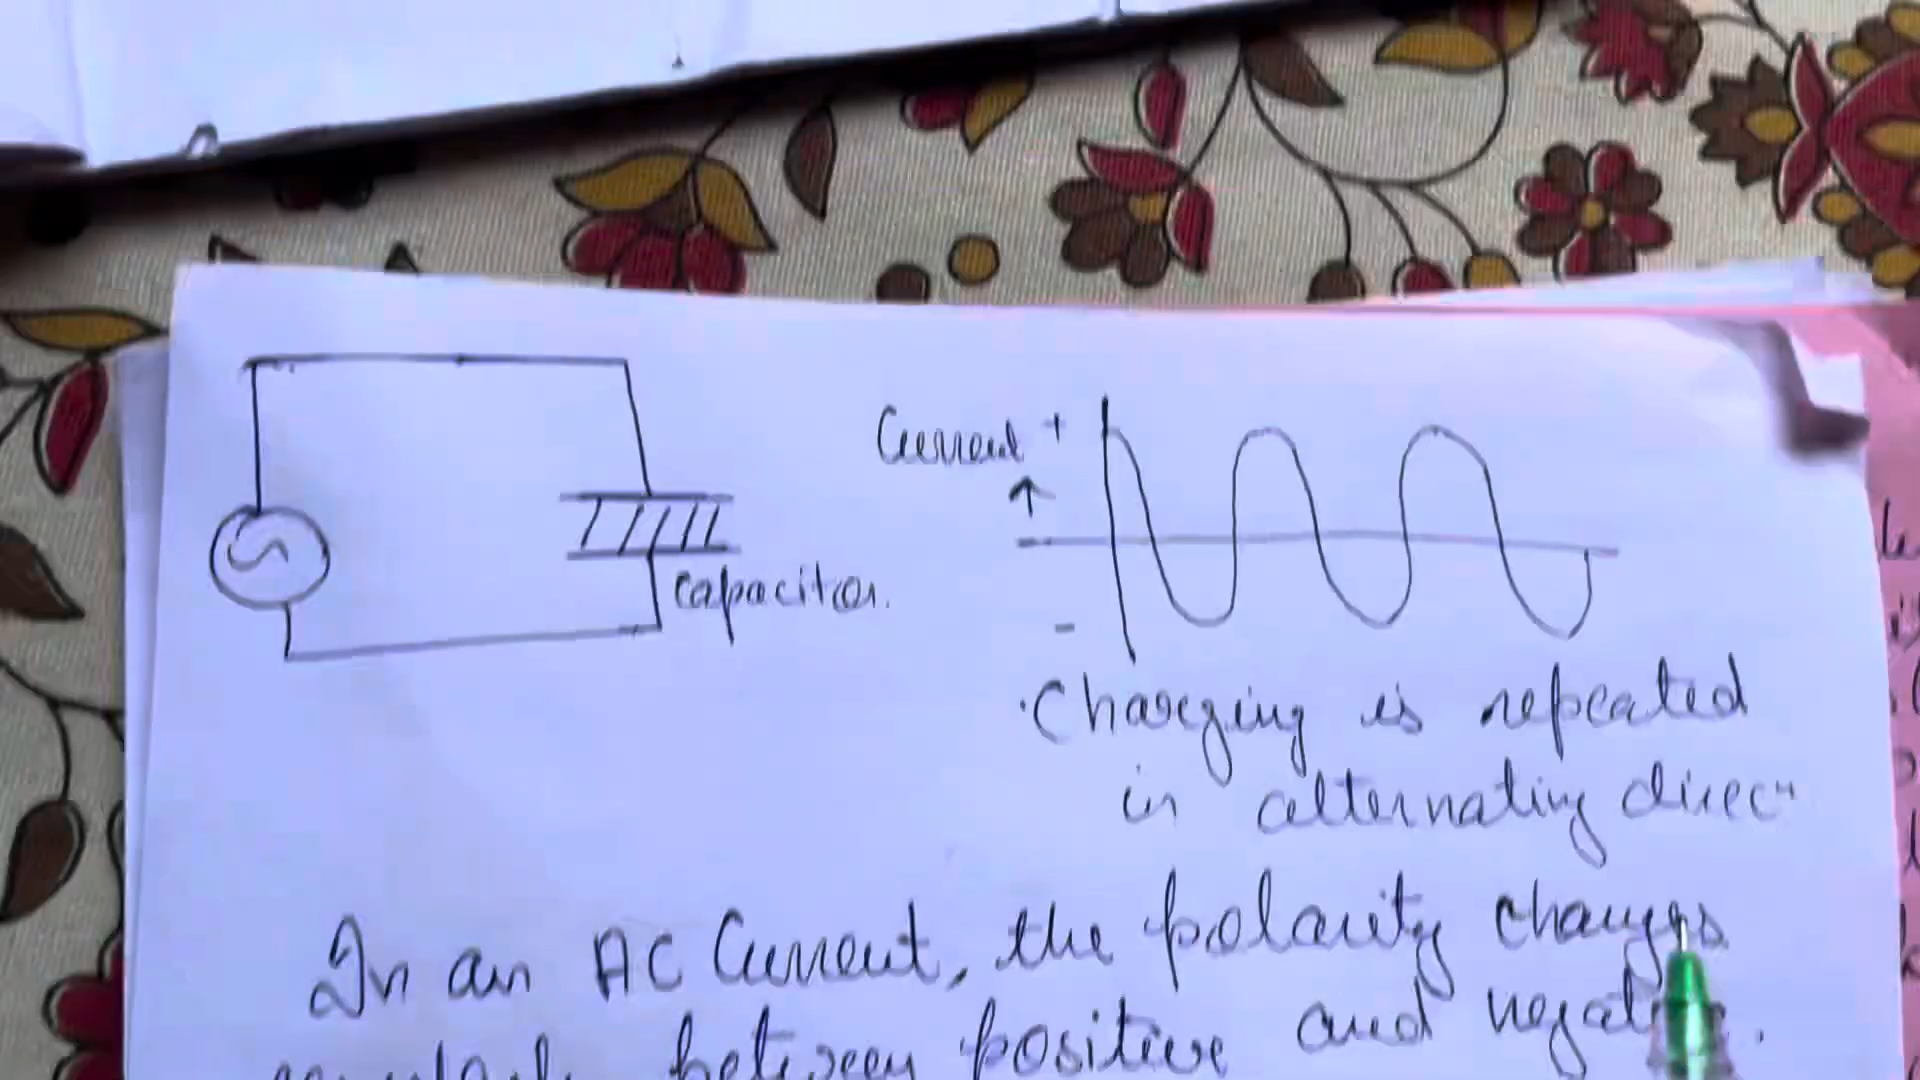 Current +
↑
capacitor.
-
·Charging is repeated
in alternating direcⁿ
In an AC Current, the polarity changes
between positive and negative.